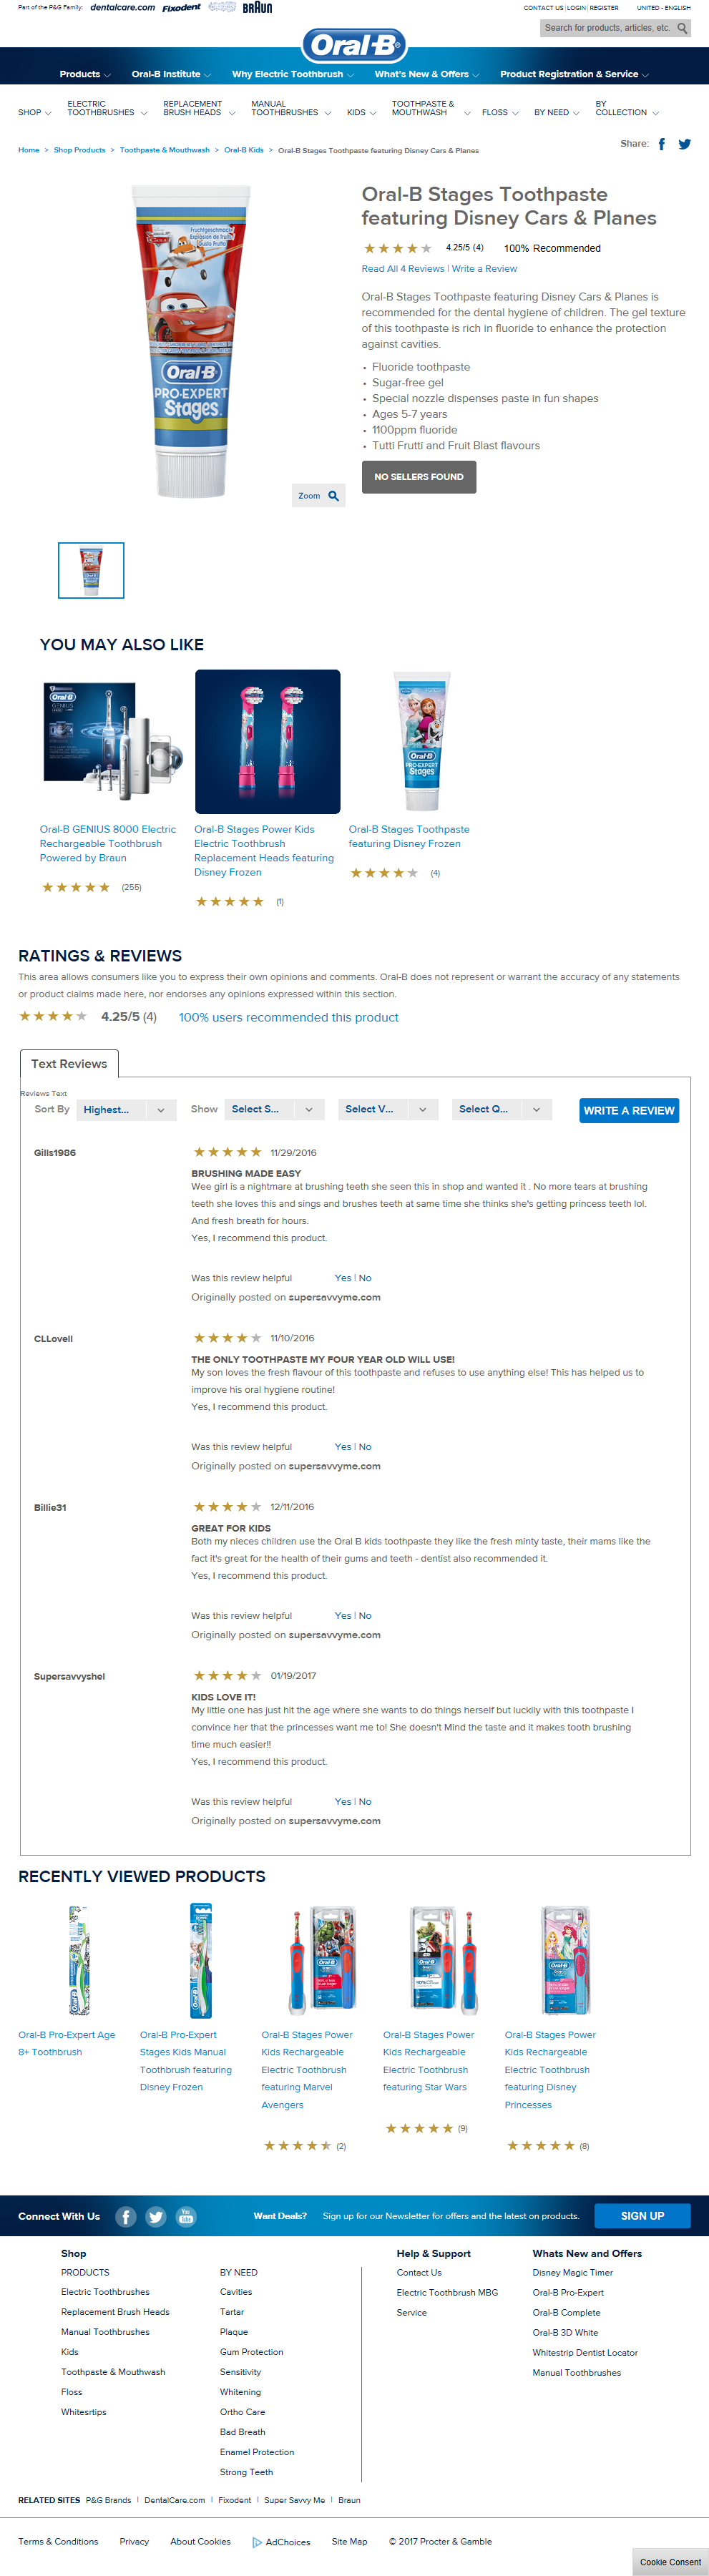 Part of the P&G Family: dentalcare.com Fixodent BRAUN
CONTACT US | LOGIN | REGISTER UNITED - ENGLISH
Search for products, articles, etc.
Oral-B
Products Oral-B Institute Why Electric Toothbrush What's New & Offers Product Registration & Service
SHOP ELECTRIC TOOTHBRUSHES REPLACEMENT BRUSH HEADS MANUAL TOOTHBRUSHES KIDS TOOTHPASTE & MOUTHWASH FLOSS BY NEED BY COLLECTION
Home > Shop Products > Toothpaste & Mouthwash > Oral-B Kids > Oral-B Stages Toothpaste featuring Disney Cars & Planes
Share:
Fruchtgeschmack
Explosion de fruits
Gusto frutta
Oral-B
PRO-EXPERT
Stages
Zoom
Oral-B Stages Toothpaste
featuring Disney Cars & Planes
4.25/5 (4) 100% Recommended
Read All 4 Reviews | Write a Review
Oral-B Stages Toothpaste featuring Disney Cars & Planes is
recommended for the dental hygiene of children. The gel texture
of this toothpaste is rich in fluoride to enhance the protection
against cavities.
• Fluoride toothpaste
• Sugar-free gel
• Special nozzle dispenses paste in fun shapes
• Ages 5-7 years
• 1100ppm fluoride
• Tutti Frutti and Fruit Blast flavours
NO SELLERS FOUND
YOU MAY ALSO LIKE
Oral-B
GENIUS
Oral-B
PRO-EXPERT
Stages
Oral-B GENIUS 8000 Electric
Rechargeable Toothbrush
Powered by Braun
(255)
Oral-B Stages Power Kids
Electric Toothbrush
Replacement Heads featuring
Disney Frozen
(1)
Oral-B Stages Toothpaste
featuring Disney Frozen
(4)
RATINGS & REVIEWS
This area allows consumers like you to express their own opinions and comments. Oral-B does not represent or warrant the accuracy of any statements
or product claims made here, nor endorses any opinions expressed within this section.
4.25/5 (4) 100% users recommended this product
Text Reviews
Reviews Text
Sort By Highest... Show Select S... Select V... Select Q... WRITE A REVIEW
Gills1986 11/29/2016
BRUSHING MADE EASY
Wee girl is a nightmare at brushing teeth she seen this in shop and wanted it . No more tears at brushing
teeth she loves this and sings and brushes teeth at same time she thinks she's getting princess teeth lol.
And fresh breath for hours.
Yes, I recommend this product.
Was this review helpful Yes | No
Originally posted on supersavvyme.com
CLLovell 11/10/2016
THE ONLY TOOTHPASTE MY FOUR YEAR OLD WILL USE!
My son loves the fresh flavour of this toothpaste and refuses to use anything else! This has helped us to
improve his oral hygiene routine!
Yes, I recommend this product.
Was this review helpful Yes | No
Originally posted on supersavvyme.com
Billie31 12/11/2016
GREAT FOR KIDS
Both my nieces children use the Oral B kids toothpaste they like the fresh minty taste, their mams like the
fact it's great for the health of their gums and teeth - dentist also recommended it.
Yes, I recommend this product.
Was this review helpful Yes | No
Originally posted on supersavvyme.com
Supersavvyshel 01/19/2017
KIDS LOVE IT!
My little one has just hit the age where she wants to do things herself but luckily with this toothpaste I
convince her that the princesses want me to! She doesn't Mind the taste and it makes tooth brushing
time much easier!!
Yes, I recommend this product.
Was this review helpful Yes | No
Originally posted on supersavvyme.com
RECENTLY VIEWED PRODUCTS
Oral-B Pro-Expert Age
8+ Toothbrush
Oral-B Pro-Expert
Stages Kids Manual
Toothbrush featuring
Disney Frozen
Oral-B Stages Power
Kids Rechargeable
Electric Toothbrush
featuring Marvel
Avengers
(2)
Oral-B Stages Power
Kids Rechargeable
Electric Toothbrush
featuring Star Wars
(9)
Oral-B Stages Power
Kids Rechargeable
Electric Toothbrush
featuring Disney
Princesses
(8)
Connect With Us You Tube Want Deals? Sign up for our Newsletter for offers and the latest on products. SIGN UP
Shop
PRODUCTS
Electric Toothbrushes
Replacement Brush Heads
Manual Toothbrushes
Kids
Toothpaste & Mouthwash
Floss
Whitesrtips
BY NEED
Cavities
Tartar
Plaque
Gum Protection
Sensitivity
Whitening
Ortho Care
Bad Breath
Enamel Protection
Strong Teeth
Help & Support
Contact Us
Electric Toothbrush MBG
Service
Whats New and Offers
Disney Magic Timer
Oral-B Pro-Expert
Oral-B Complete
Oral-B 3D White
Whitestrip Dentist Locator
Manual Toothbrushes
RELATED SITES P&G Brands | DentalCare.com | Fixodent | Super Savvy Me | Braun
Terms & Conditions Privacy About Cookies AdChoices Site Map © 2017 Procter & Gamble
Cookie Consent